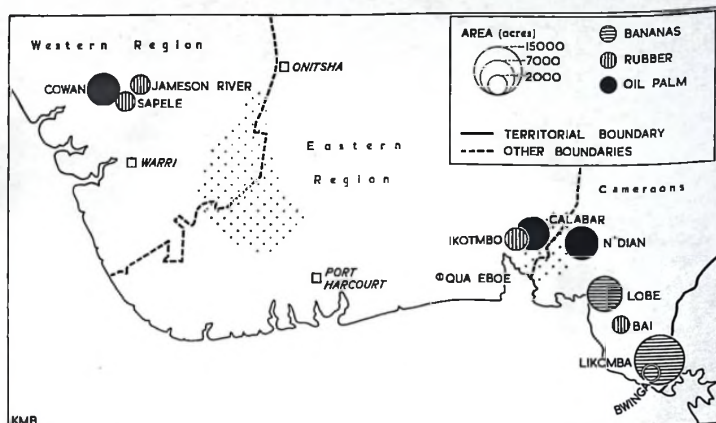 Western Region
COWAN
JAMESON RIVER
SAPELE
WARRI
ONITSHA
Eastern
Region
PORT
HARCOURT
QUA EBOE
IKOTMBO
CALABAR
N'DIAN
Cameroons
LOBE
BAI
LIKOMBA
BWINGA
AREA (acres)
15000
7000
2000
BANANAS
RUBBER
OIL PALM
TERRITORIAL BOUNDARY
OTHER BOUNDARIES
KMB